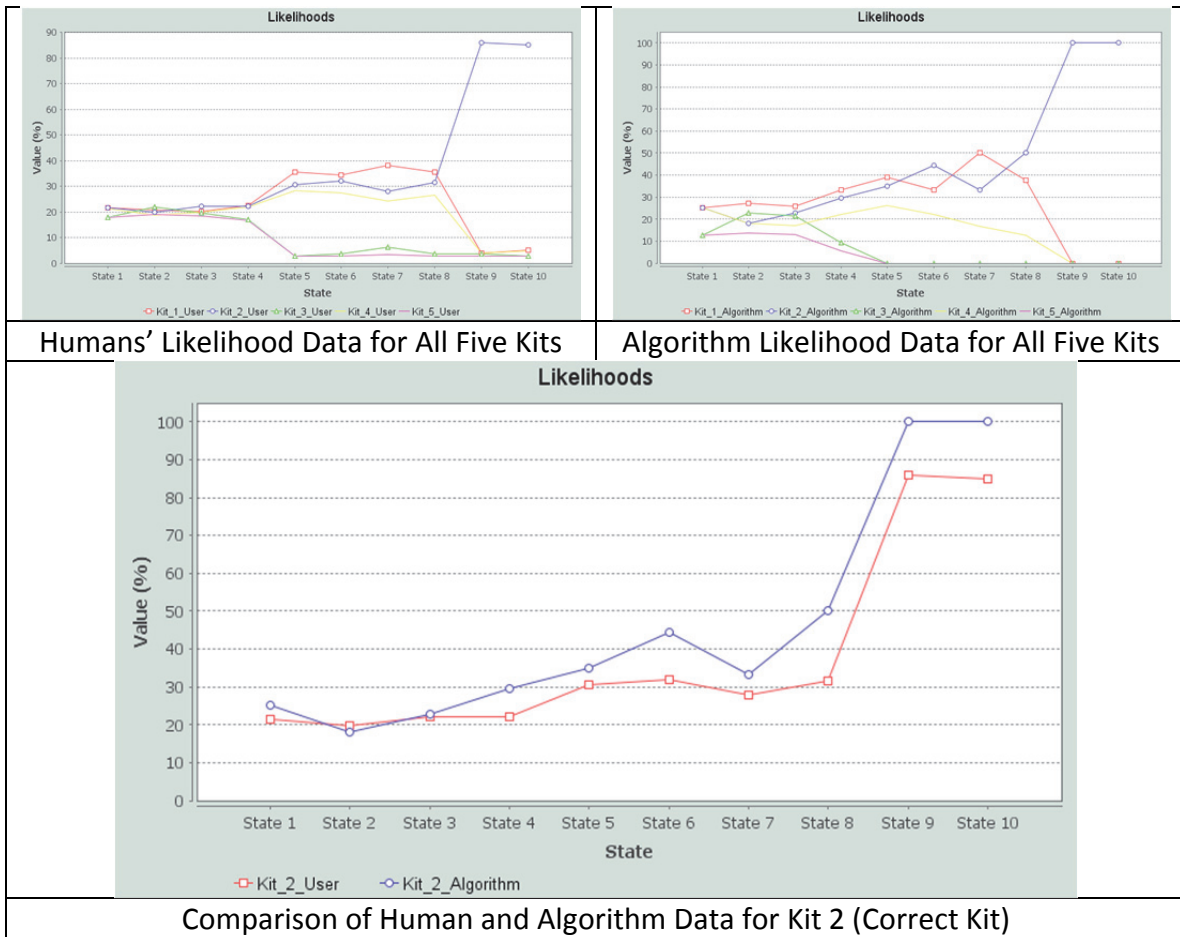 Likelihoods
Value (%)
90
80
70
60
50
40
30
20
10
0
State 1 State 2 State 3 State 4 State 5 State 6 State 7 State 8 State 9 State 10
State
Kit_1_User Kit_2_User Kit_3_User Kit_4_User Kit_5_User
Humans' Likelihood Data for All Five Kits
Likelihoods
Value (%)
100
90
80
70
60
50
40
30
20
10
0
State 1 State 2 State 3 State 4 State 5 State 6 State 7 State 8 State 9 State 10
State
Kit_1_Algorithm Kit_2_Algorithm Kit_3_Algorithm Kit_4_Algorithm Kit_5_Algorithm
Algorithm Likelihood Data for All Five Kits
Likelihoods
Value (%)
100
90
80
70
60
50
40
30
20
10
0
State 1 State 2 State 3 State 4 State 5 State 6 State 7 State 8 State 9 State 10
State
Kit_2_User Kit_2_Algorithm
Comparison of Human and Algorithm Data for Kit 2 (Correct Kit)